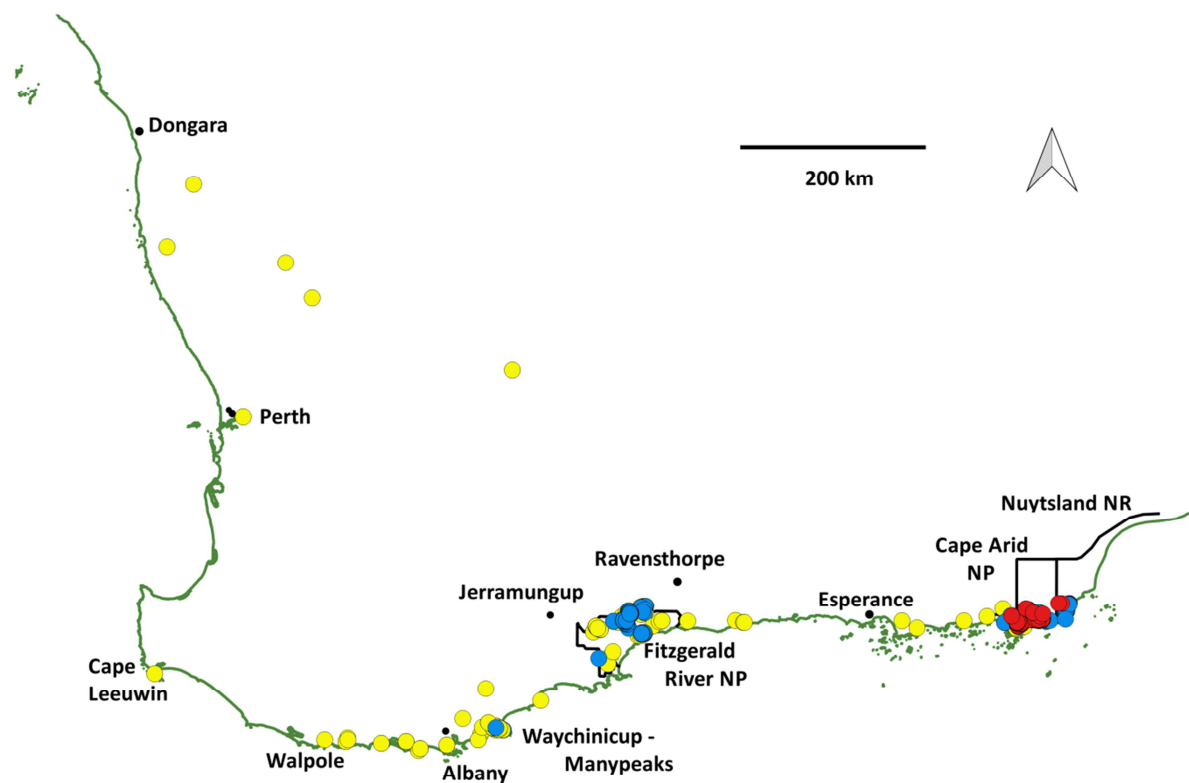 Dongara
200 km
Perth
Nuytsland NR
Cape Arid
NP
Ravensthorpe
Jerramungup
Esperance
Fitzgerald
River NP
Cape
Leeuwin
Waychinicup -
Manypeaks
Walpole
Albany